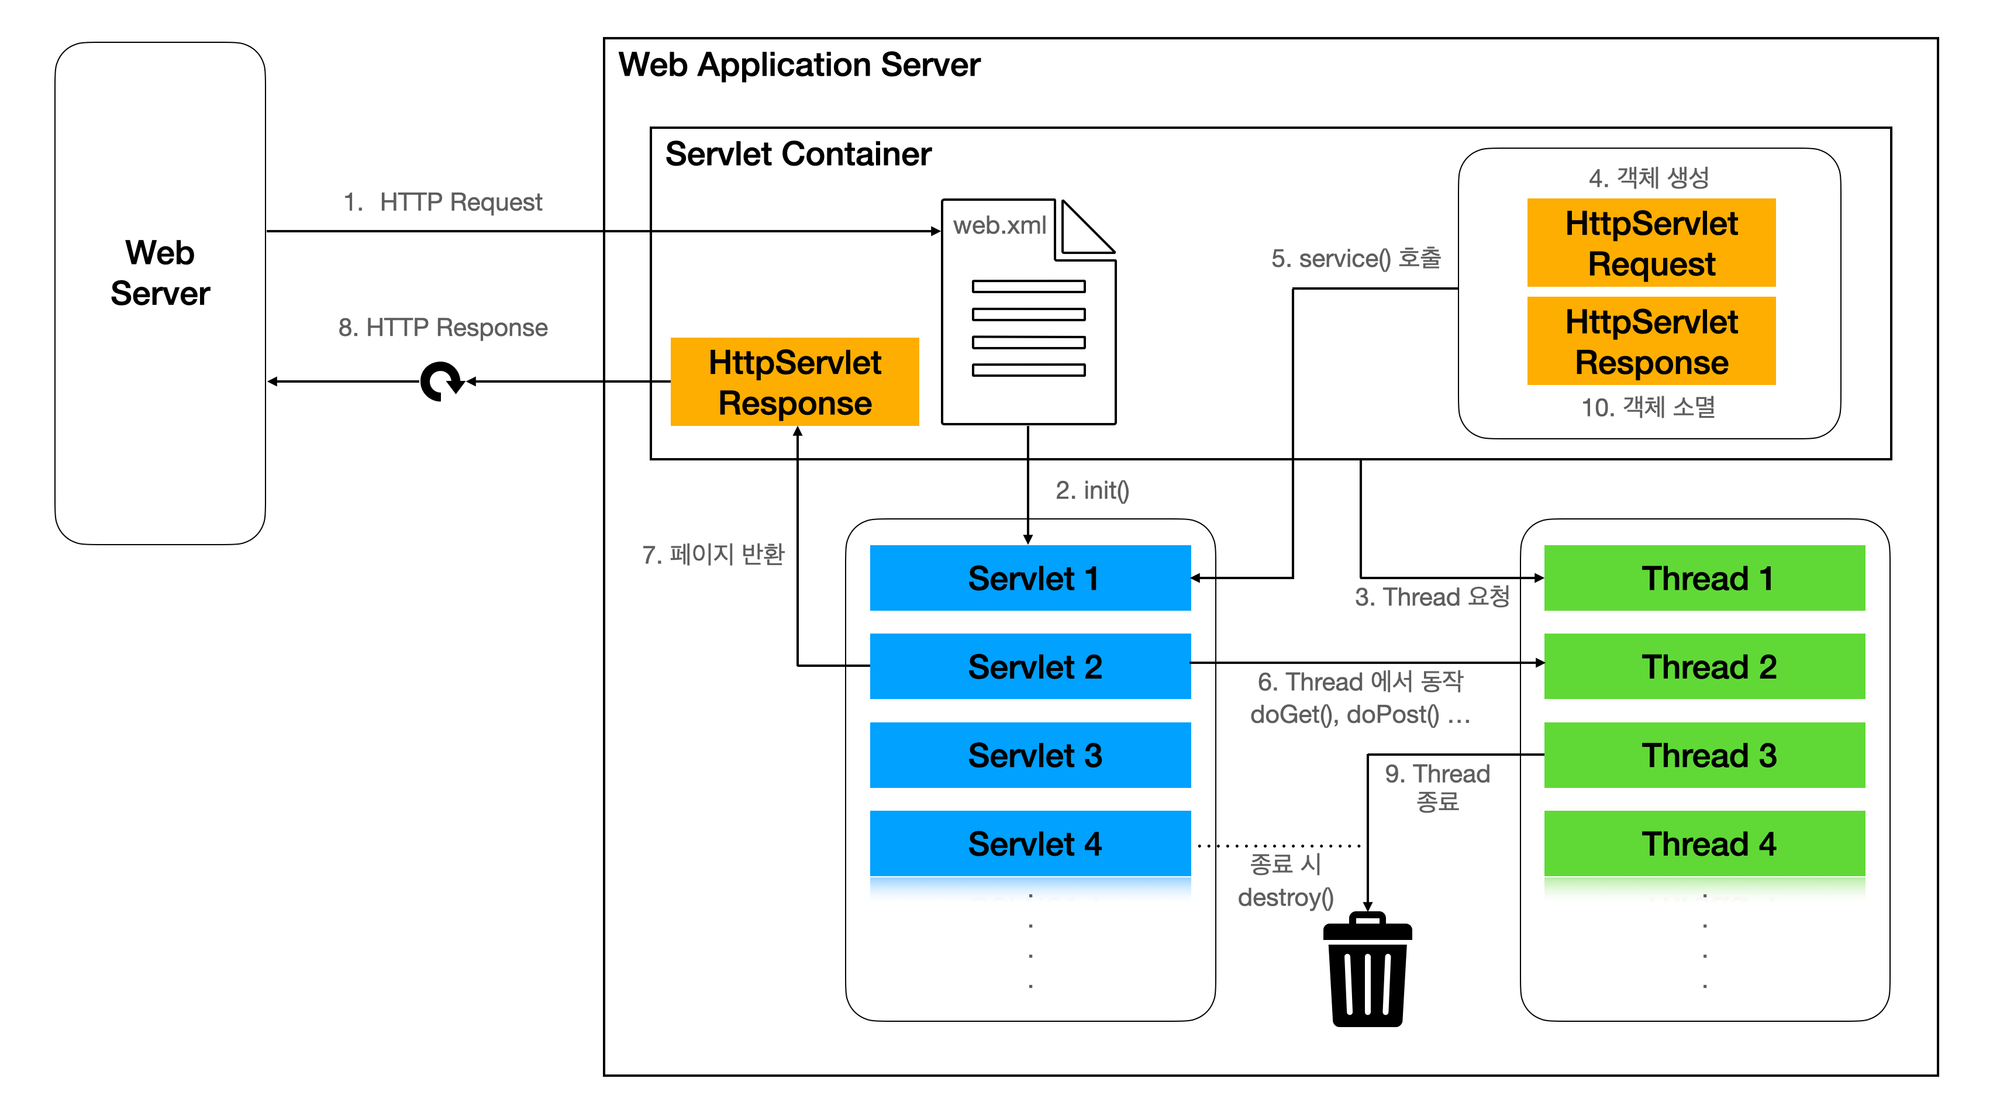 Web Application Server
Servlet Container
Web
Server
1. HTTP Request
8. HTTP Response
web.xml
HttpServlet
Response
4. 객체 생성
HttpServlet
Request
HttpServlet
Response
10. 객체 소멸
5. service() 호출
2. init()
7. 페이지 반환
3. Thread 요청
Servlet 1
Servlet 2
Servlet 3
Servlet 4
6. Thread 에서 동작
doGet(), doPost() ...
9. Thread
종료
종료 시
destroy()
Thread 1
Thread 2
Thread 3
Thread 4